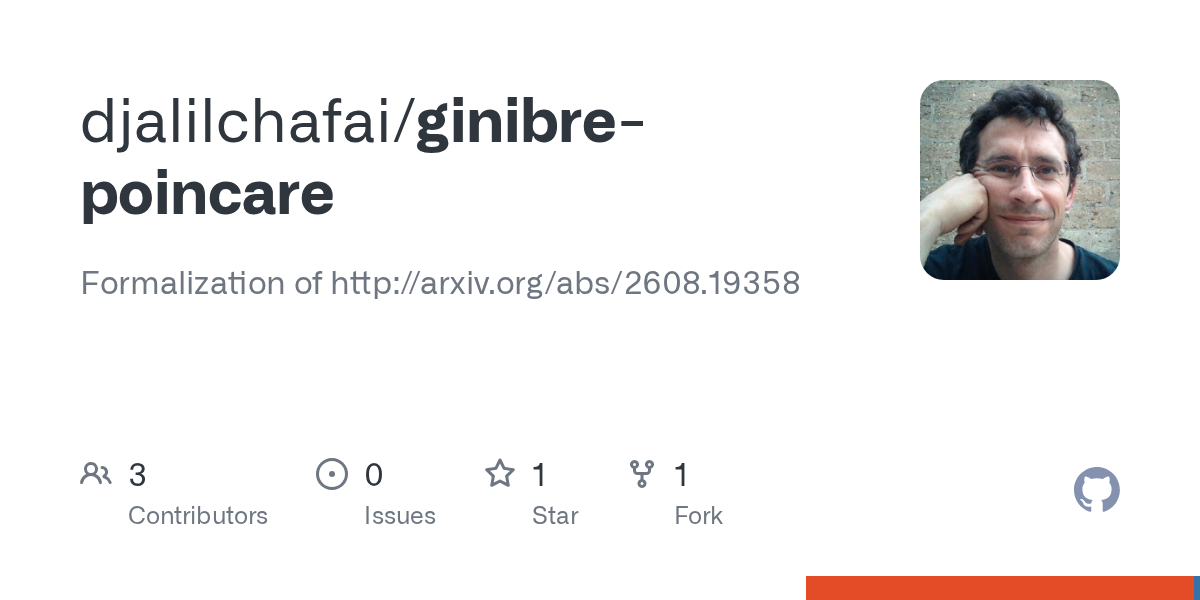 djalilchafai/ginibre-
poincare
Formalization of http://arxiv.org/abs/2608.19358
3
Contributors
0
Issues
1
Star
1
Fork